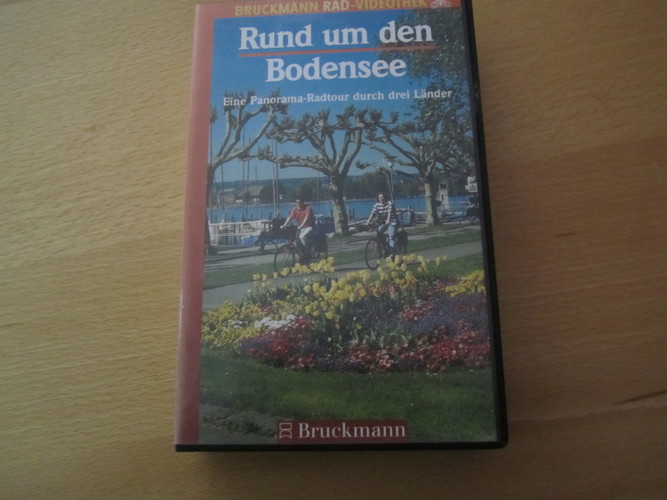 BRUCKMANN RAD-VIDEOTHEK
Rund um den
Bodensee
Eine Panorama-Radtour durch drei Länder
Bruckmann